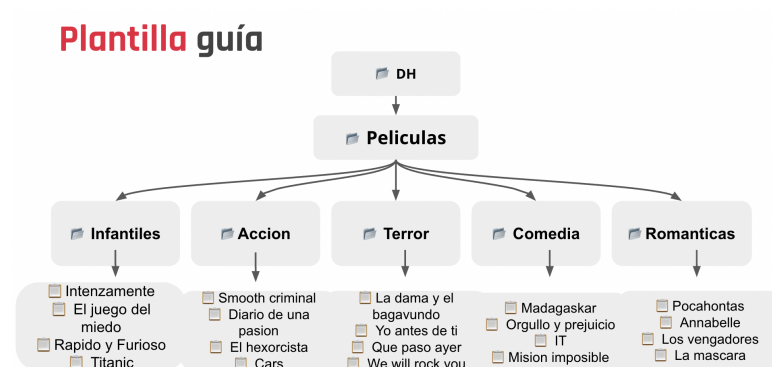 Plantilla guía
DH
Peliculas
Infantiles
Accion
Terror
Comedia
Romanticas
Intenzamente
El juego del
miedo
Rapido y Furioso
Titanic
Smooth criminal
Diario de una
pasion
El hexorcista
Cars
La dama y el
bagavundo
Yo antes de ti
Que paso ayer
We will rock you
Madagaskar
Orgullo y prejuicio
IT
Mision imposible
Pocahontas
Annabelle
Los vengadores
La mascara